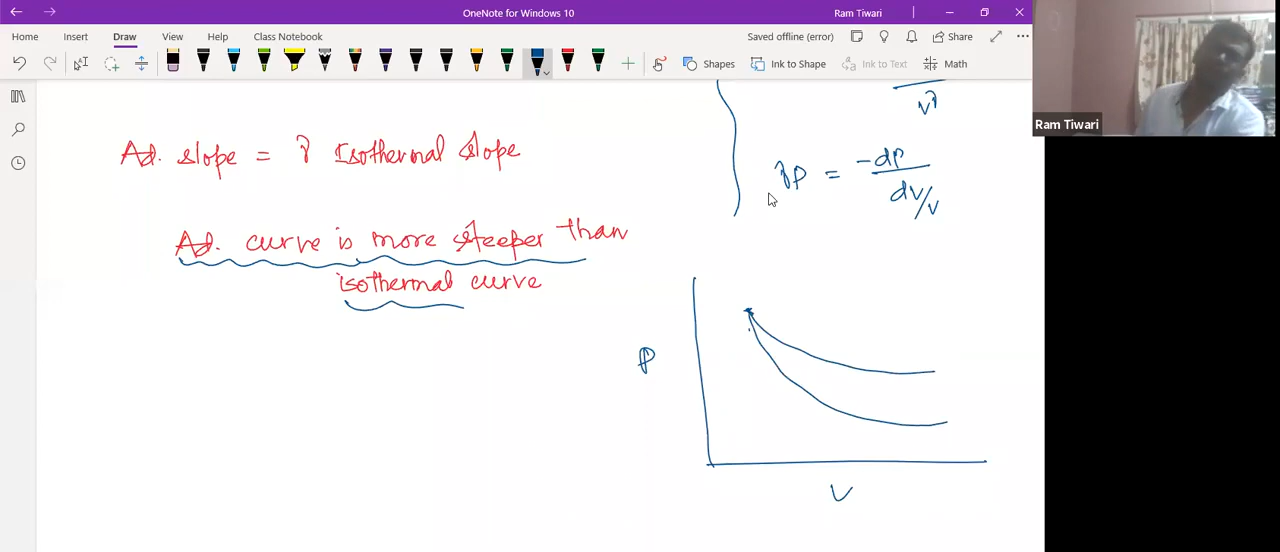 OneNote for Windows 10
Ram Tiwari
Home Insert Draw View Help Class Notebook
Saved offline (error)
Share
Shapes
Ink to Shape
Ink to Text
Math
Ram Tiwari
Ad. slope = γ Isothermal slope
Ad. curve is more steeper than
isothermal curve
V^γ
γP = -dP
dV/V
P
V